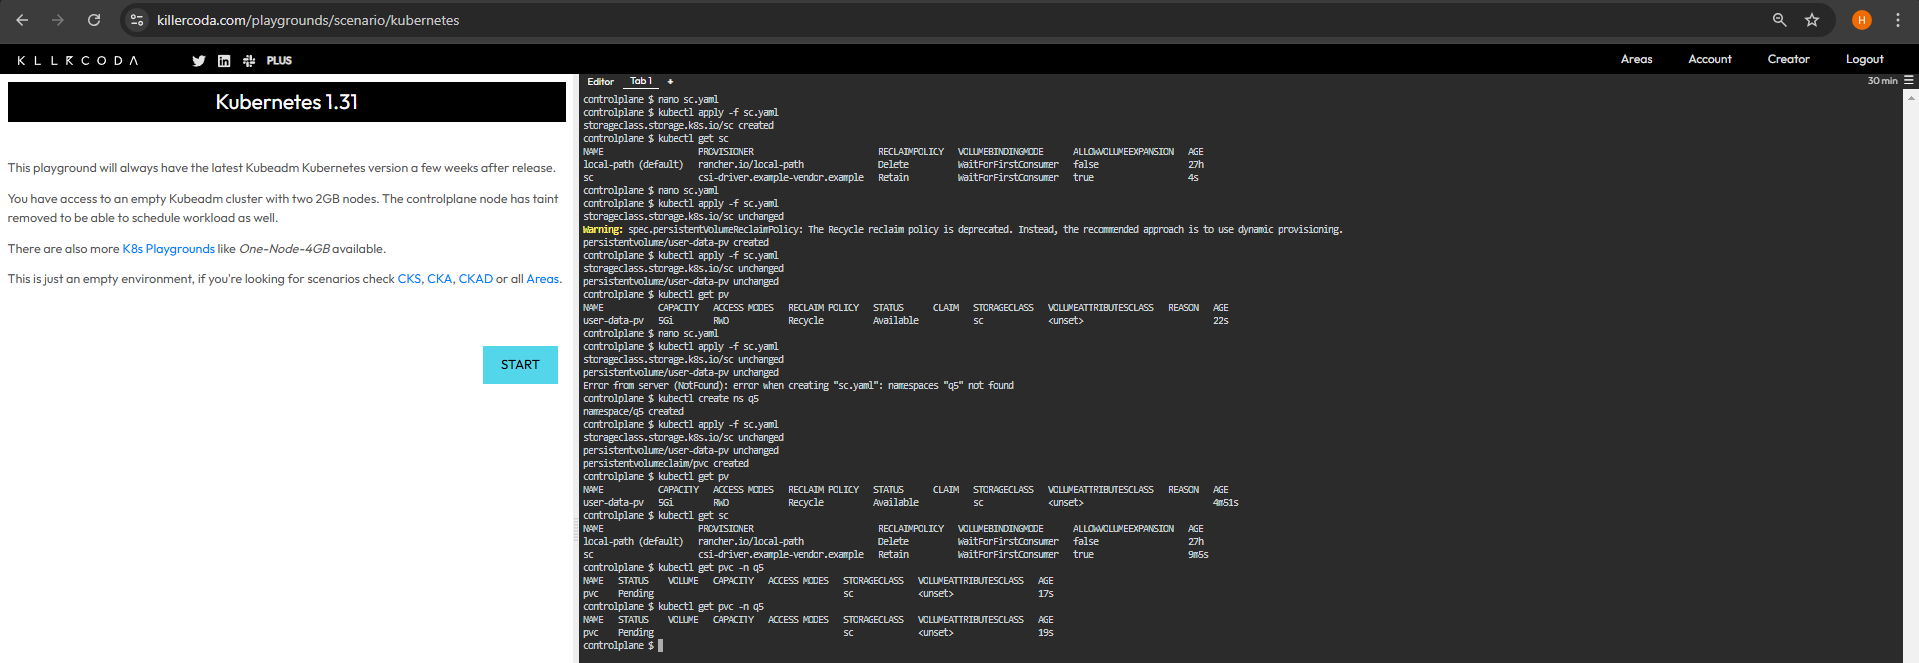 killercoda.com/playgrounds/scenario/kubernetes
H
KLLRCODA PLUS Areas Account Creator Logout
Kubernetes 1.31
This playground will always have the latest Kubeadm Kubernetes version a few weeks after release.
You have access to an empty Kubeadm cluster with two 2GB nodes. The controlplane node has taint
removed to be able to schedule workload as well.
There are also more K8s Playgrounds like One-Node-4GB available.
This is just an empty environment, if you're looking for scenarios check CKS, CKA, CKAD or all Areas.
START
Editor Tab 1 + 30 min
controlplane $ nano sc.yaml
controlplane $ kubectl apply -f sc.yaml
storageclass.storage.k8s.io/sc created
controlplane $ kubectl get sc
NAME PROVISIONER RECLAIMPOLICY VOLUMEBINDINGMODE ALLOWVOLUMEEXPANSION AGE
local-path (default) rancher.io/local-path Delete WaitForFirstConsumer false 27h
sc csi-driver.example-vendor.example Retain WaitForFirstConsumer true 4s
controlplane $ nano sc.yaml
controlplane $ kubectl apply -f sc.yaml
storageclass.storage.k8s.io/sc unchanged
Warning: spec.persistentVolumeReclaimPolicy: The Recycle reclaim policy is deprecated. Instead, the recommended approach is to use dynamic provisioning.
persistentvolume/user-data-pv created
controlplane $ kubectl apply -f sc.yaml
storageclass.storage.k8s.io/sc unchanged
persistentvolume/user-data-pv unchanged
controlplane $ kubectl get pv
NAME CAPACITY ACCESS MODES RECLAIM POLICY STATUS CLAIM STORAGECLASS VOLUMEATTRIBUTESCLASS REASON AGE
user-data-pv 5Gi RWO Recycle Available sc <unset> 22s
controlplane $ nano sc.yaml
controlplane $ kubectl apply -f sc.yaml
storageclass.storage.k8s.io/sc unchanged
persistentvolume/user-data-pv unchanged
Error from server (NotFound): error when creating "sc.yaml": namespaces "q5" not found
controlplane $ kubectl create ns q5
namespace/q5 created
controlplane $ kubectl apply -f sc.yaml
storageclass.storage.k8s.io/sc unchanged
persistentvolume/user-data-pv unchanged
persistentvolumeclaim/pvc created
controlplane $ kubectl get pv
NAME CAPACITY ACCESS MODES RECLAIM POLICY STATUS CLAIM STORAGECLASS VOLUMEATTRIBUTESCLASS REASON AGE
user-data-pv 5Gi RWO Recycle Available sc <unset> 4m51s
controlplane $ kubectl get sc
NAME PROVISIONER RECLAIMPOLICY VOLUMEBINDINGMODE ALLOWVOLUMEEXPANSION AGE
local-path (default) rancher.io/local-path Delete WaitForFirstConsumer false 27h
sc csi-driver.example-vendor.example Retain WaitForFirstConsumer true 9m5s
controlplane $ kubectl get pvc -n q5
NAME STATUS VOLUME CAPACITY ACCESS MODES STORAGECLASS VOLUMEATTRIBUTESCLASS AGE
pvc Pending sc <unset> 17s
controlplane $ kubectl get pvc -n q5
NAME STATUS VOLUME CAPACITY ACCESS MODES STORAGECLASS VOLUMEATTRIBUTESCLASS AGE
pvc Pending sc <unset> 19s
controlplane $